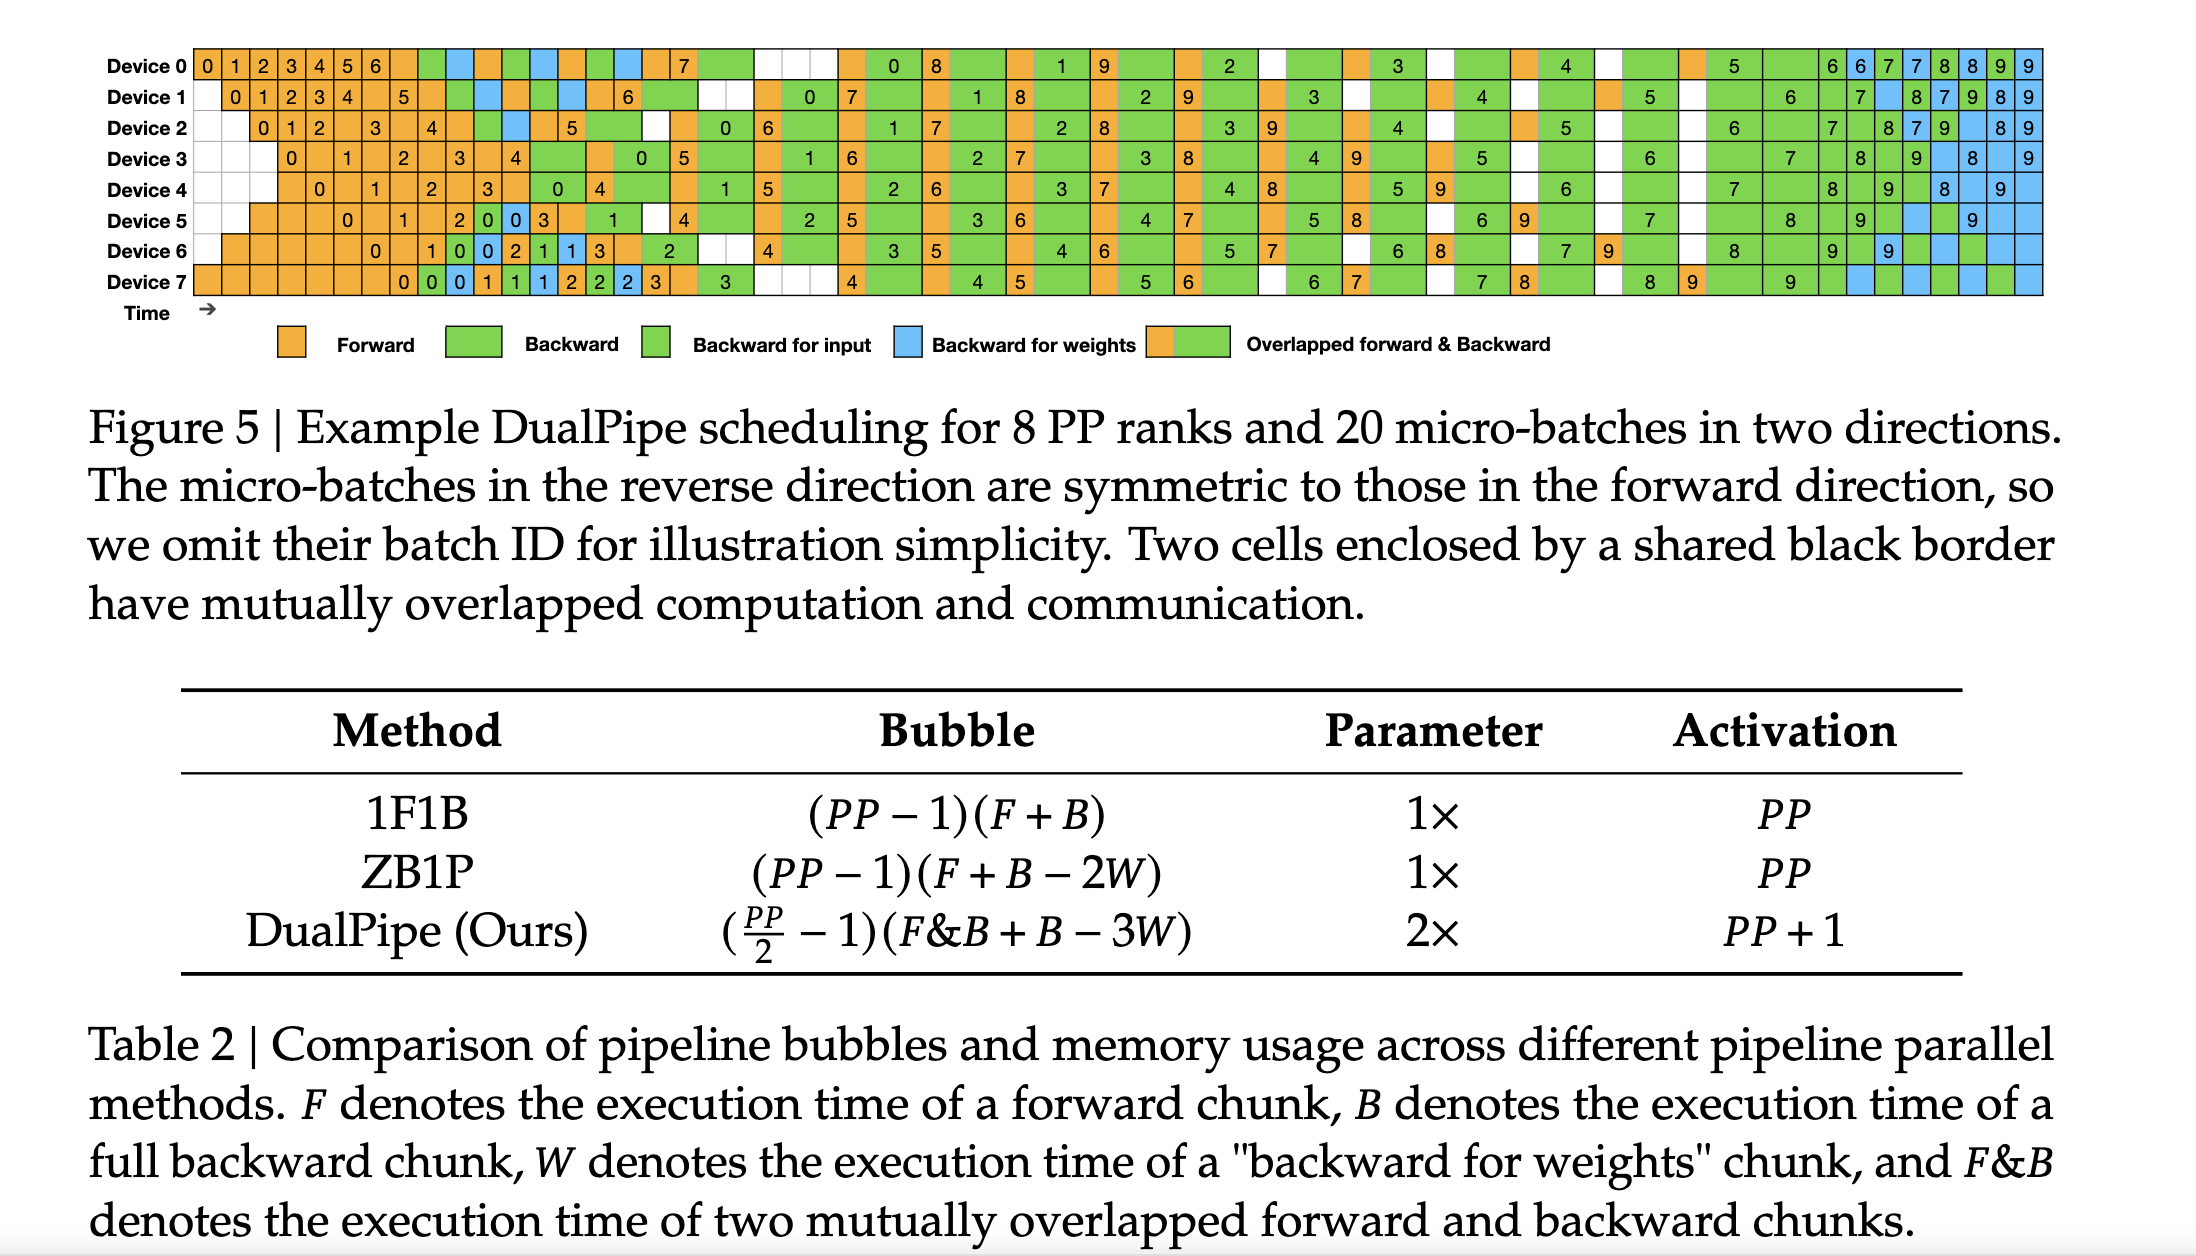 Device 0 0 1 2 3 4 5 6 7 0 8 1 9 2 3 4 5 6 6 7 7 8 8 9 9
Device 1 0 1 2 3 4 5 6 0 7 1 8 2 9 3 4 5 6 7 8 7 9 8 9
Device 2 0 1 2 3 4 5 0 6 1 7 2 8 3 9 4 5 6 7 8 7 9 8 9
Device 3 0 1 2 3 4 0 5 1 6 2 7 3 8 4 9 5 6 7 8 9 8 9
Device 4 0 1 2 3 0 4 1 5 2 6 3 7 4 8 5 9 6 7 8 9 8 9
Device 5 0 1 2 0 0 3 1 4 2 5 3 6 4 7 5 8 6 9 7 8 9 9
Device 6 0 1 0 0 2 1 1 3 2 4 3 5 4 6 5 7 6 8 7 9 8 9 9
Device 7 0 0 0 1 1 1 2 2 2 3 3 4 4 5 5 6 6 7 7 8 8 9 9
Time →
Forward Backward Backward for input Backward for weights Overlapped forward & Backward
Figure 5 | Example DualPipe scheduling for 8 PP ranks and 20 micro-batches in two directions.
The micro-batches in the reverse direction are symmetric to those in the forward direction, so
we omit their batch ID for illustration simplicity. Two cells enclosed by a shared black border
have mutually overlapped computation and communication.
Method Bubble Parameter Activation
1F1B (PP − 1)(F + B) 1× PP
ZB1P (PP − 1)(F + B − 2W) 1× PP
DualPipe (Ours) (PP/2 − 1)(F&B + B − 3W) 2× PP + 1
Table 2 | Comparison of pipeline bubbles and memory usage across different pipeline parallel
methods. F denotes the execution time of a forward chunk, B denotes the execution time of a
full backward chunk, W denotes the execution time of a "backward for weights" chunk, and F&B
denotes the execution time of two mutually overlapped forward and backward chunks.